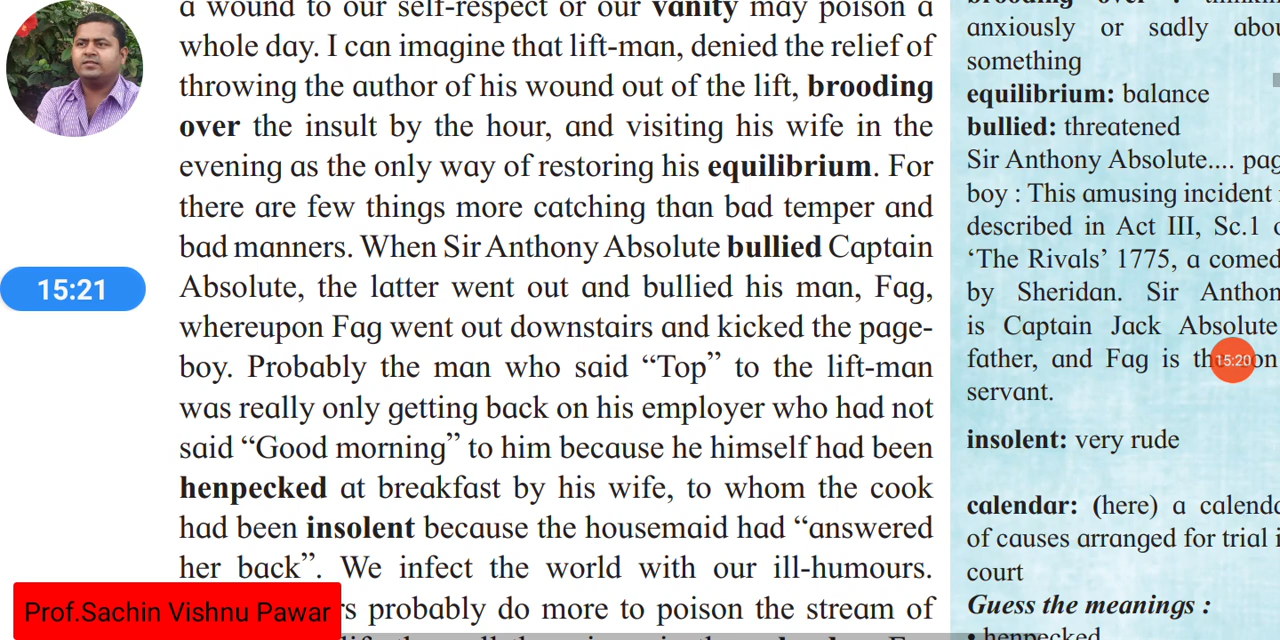 a wound to our self-respect or our vanity may poison a
whole day. I can imagine that lift-man, denied the relief of
throwing the author of his wound out of the lift, brooding
over the insult by the hour, and visiting his wife in the
evening as the only way of restoring his equilibrium. For
there are few things more catching than bad temper and
bad manners. When Sir Anthony Absolute bullied Captain
Absolute, the latter went out and bullied his man, Fag,
whereupon Fag went out downstairs and kicked the page-
boy. Probably the man who said “Top” to the lift-man
was really only getting back on his employer who had not
said “Good morning” to him because he himself had been
henpecked at breakfast by his wife, to whom the cook
had been insolent because the housemaid had “answered
her back”. We infect the world with our ill-humours.
probably do more to poison the stream of
brooding over : thinking
anxiously or sadly
something
equilibrium: balance
bullied: threatened
Sir Anthony Absolute....
boy : This amusing incident
described in Act III, Sc.1
‘The Rivals’ 1775, a
by Sheridan. Sir
is Captain Jack Absolute
father, and Fag is
servant.
insolent: very rude
calendar: (here) a
of causes arranged for trial
court
Guess the meanings :
• henpecked
15:21
15:20
Prof.Sachin Vishnu Pawar